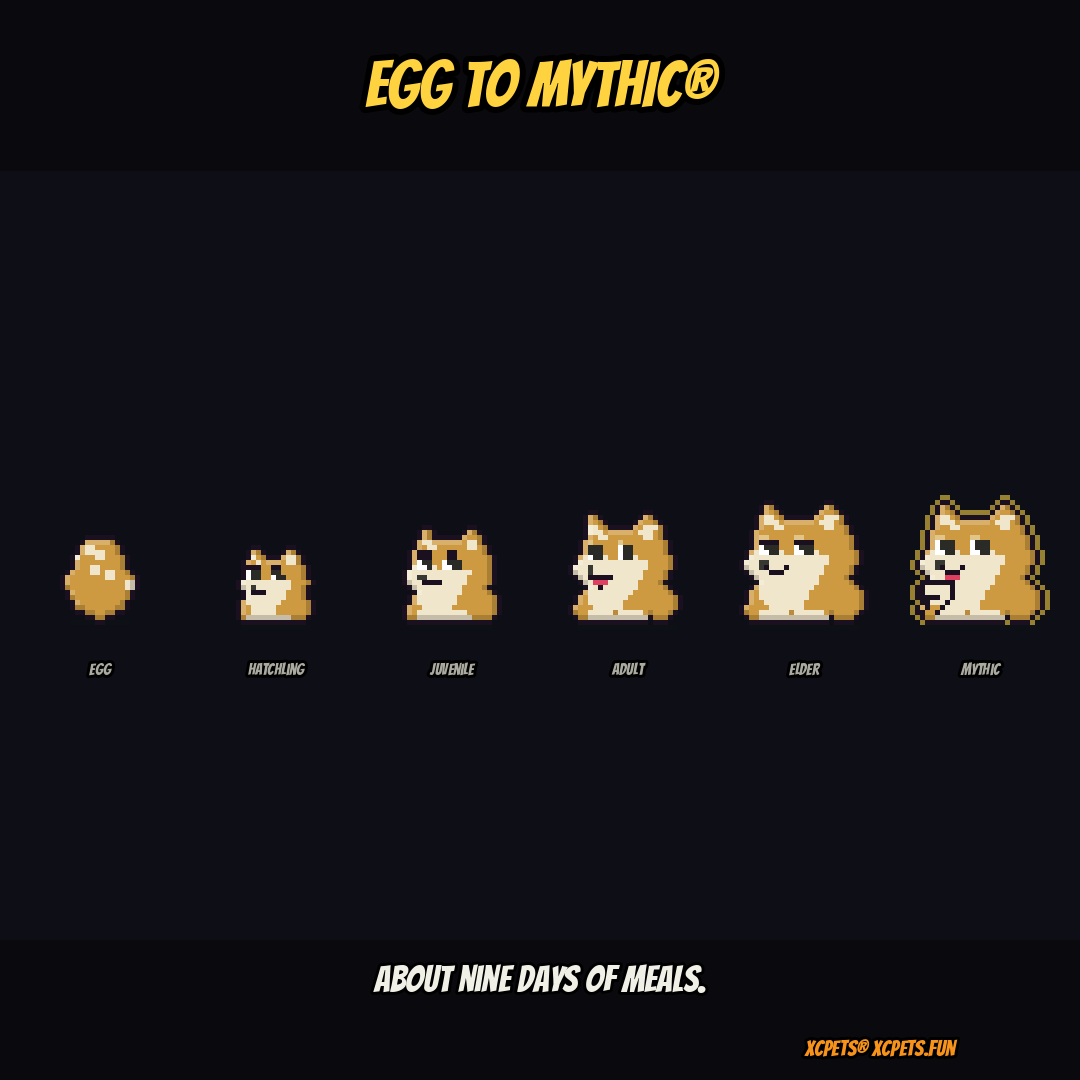 EGG TO MYTHIC®
EGG
HATCHLING
JUVENILE
ADULT
ELDER
MYTHIC
ABOUT NINE DAYS OF MEALS.
XCPETS® XCPETS.FUN